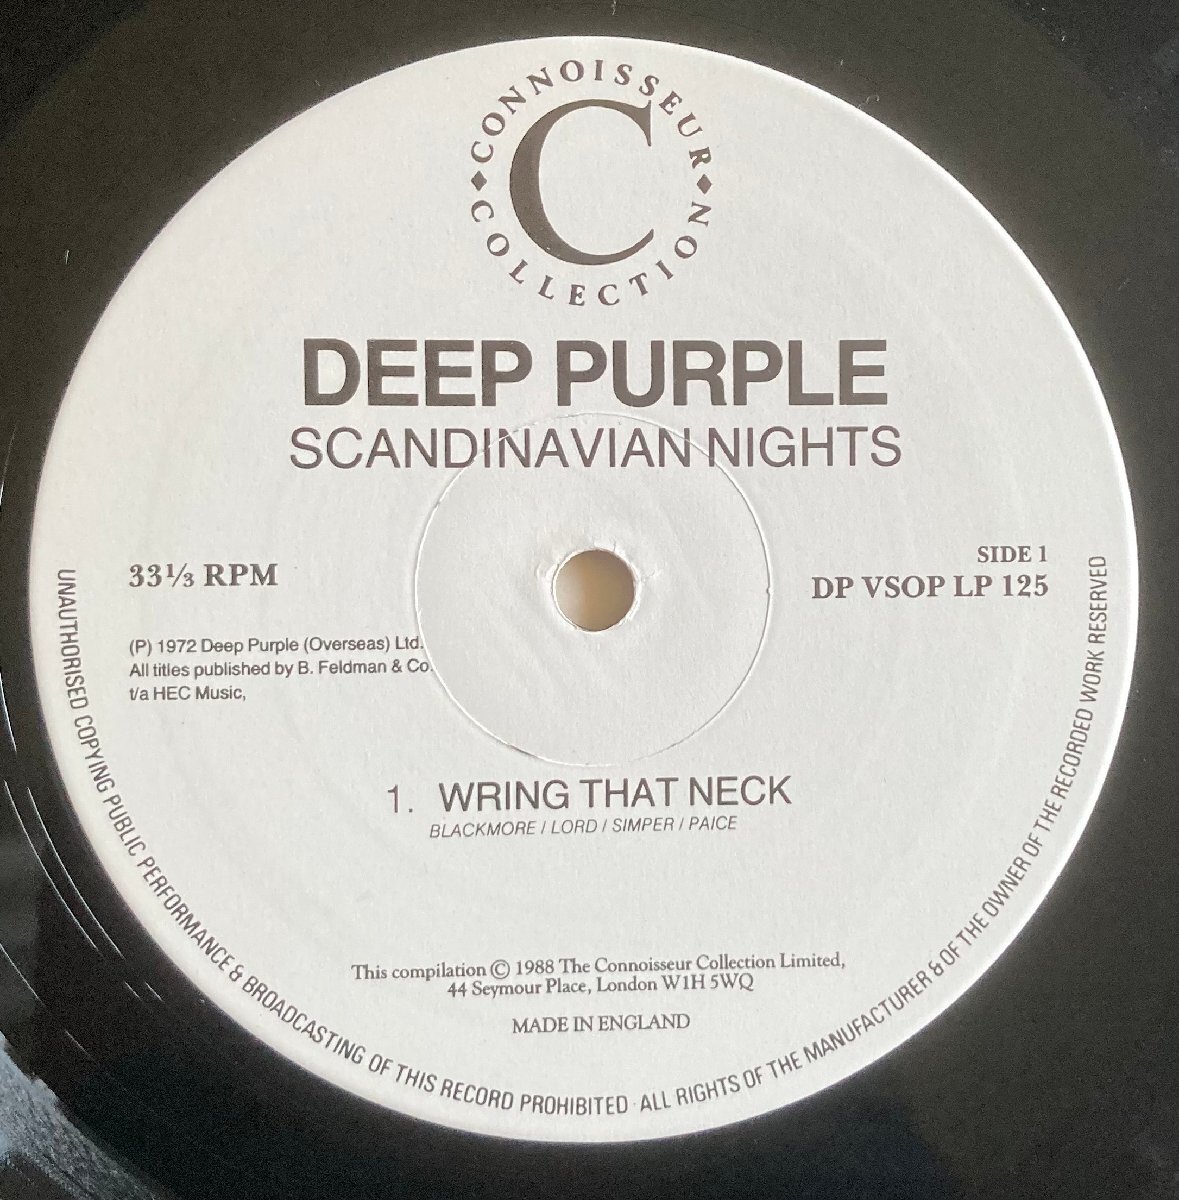 CONNOISSEUR
C
COLLECTION
DEEP PURPLE
SCANDINAVIAN NIGHTS
33⅓ RPM
SIDE 1
DP VSOP LP 125
(P) 1972 Deep Purple (Overseas) Ltd.
All titles published by B. Feldman & Co.
t/a HEC Music,
1. WRING THAT NECK
BLACKMORE / LORD / SIMPER / PAICE
This compilation © 1988 The Connoisseur Collection Limited,
44 Seymour Place, London W1H 5WQ
MADE IN ENGLAND
UNAUTHORISED COPYING PUBLIC PERFORMANCE & BROADCASTING OF THIS RECORD PROHIBITED · ALL RIGHTS OF THE MANUFACTURER & OF THE OWNER OF THE RECORDED WORK RESERVED